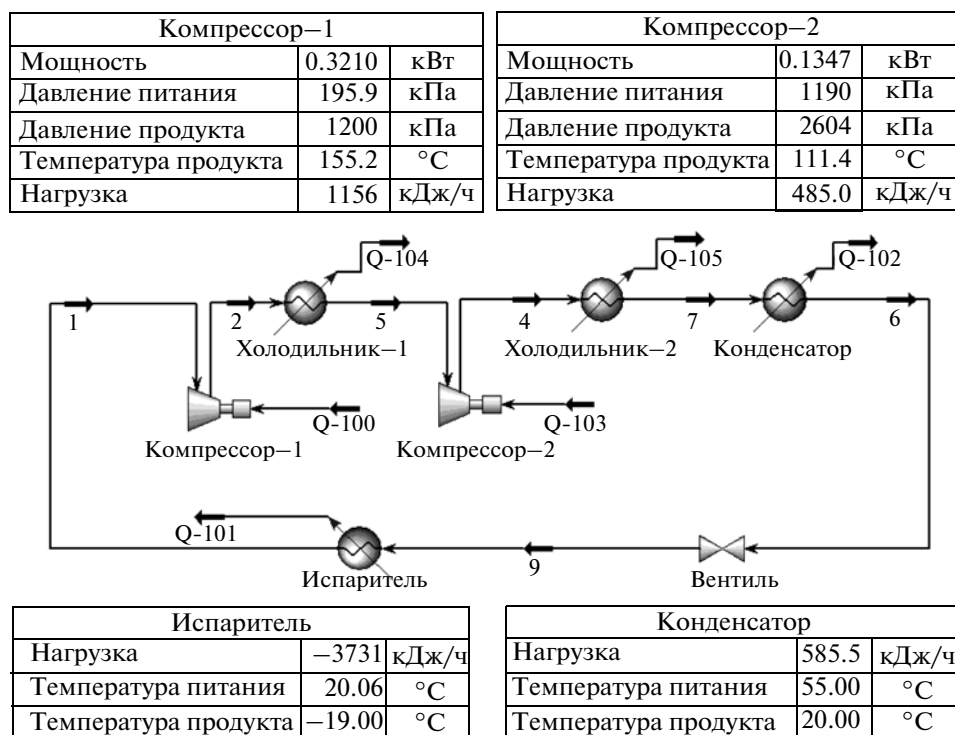 Компрессор–1
Мощность 0.3210 кВт
Давление питания 195.9 кПа
Давление продукта 1200 кПа
Температура продукта 155.2 °C
Нагрузка 1156 кДж/ч
Компрессор–2
Мощность 0.1347 кВт
Давление питания 1190 кПа
Давление продукта 2604 кПа
Температура продукта 111.4 °C
Нагрузка 485.0 кДж/ч
Q-104 Q-105 Q-102
1 2 5 4 7 6
Холодильник–1 Холодильник–2 Конденсатор
Q-100 Q-103
Компрессор–1 Компрессор–2
Q-101
Испаритель 9 Вентиль
Испаритель
Нагрузка –3731 кДж/ч
Температура питания 20.06 °C
Температура продукта –19.00 °C
Конденсатор
Нагрузка 585.5 кДж/ч
Температура питания 55.00 °C
Температура продукта 20.00 °C